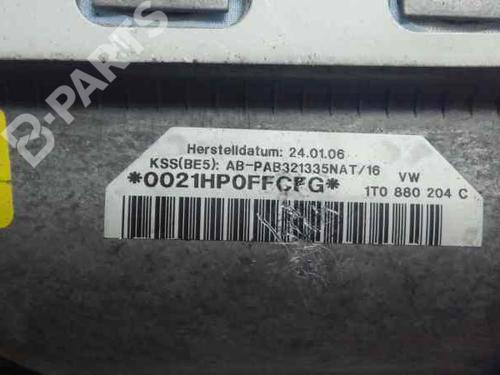 B-PARTS
Herstelldatum: 24.01.06
KSS(BE5): AB-PAB321335NAT/16 VW
*0021HP0FFCFG* 1T0 880 204 C